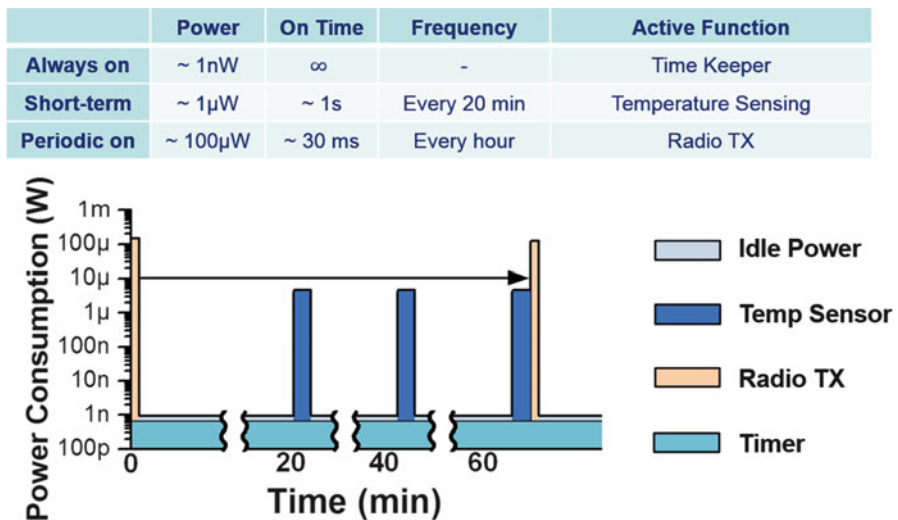 Power On Time Frequency Active Function
Always on ~ 1nW ∞ - Time Keeper
Short-term ~ 1µW ~ 1s Every 20 min Temperature Sensing
Periodic on ~ 100µW ~ 30 ms Every hour Radio TX
Power Consumption (W)
1m
100µ
10µ
1µ
100n
10n
1n
100p
0 20 40 60
Time (min)
Idle Power
Temp Sensor
Radio TX
Timer